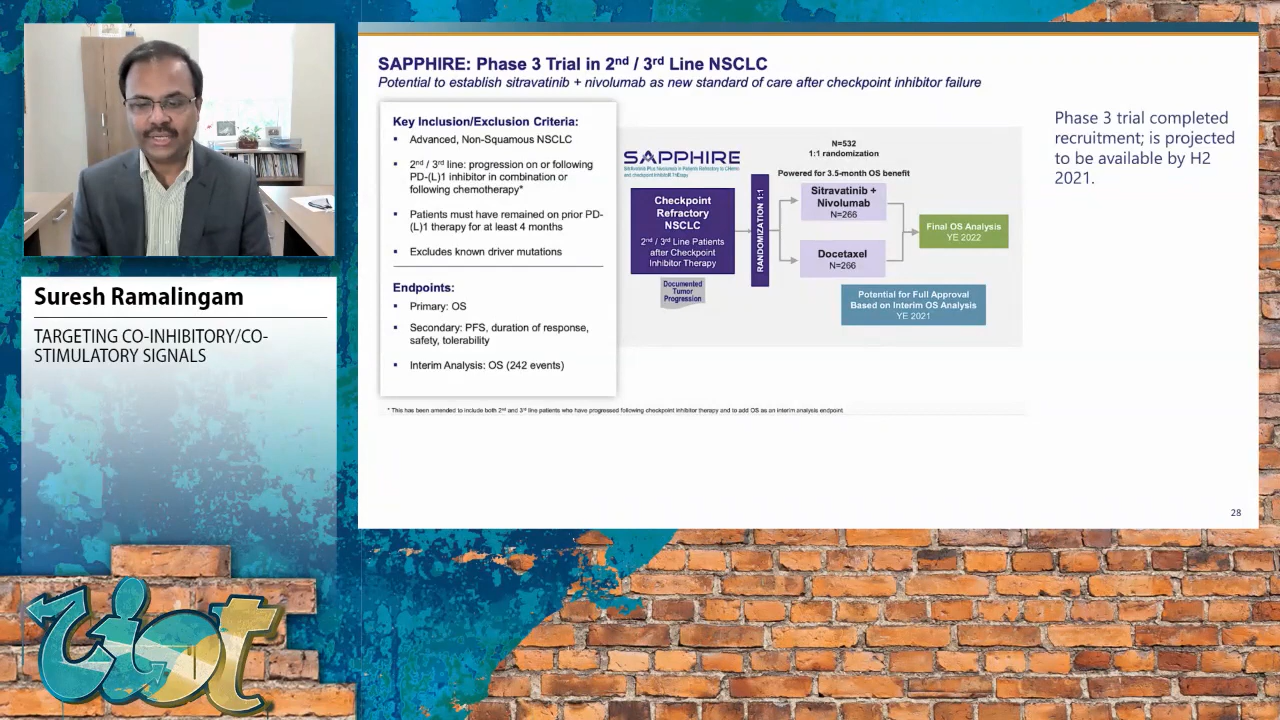 Suresh Ramalingam
TARGETING CO-INHIBITORY/CO-
STIMULATORY SIGNALS
SAPPHIRE: Phase 3 Trial in 2nd / 3rd Line NSCLC
Potential to establish sitravatinib + nivolumab as new standard of care after checkpoint inhibitor failure
Key Inclusion/Exclusion Criteria:
▪ Advanced, Non-Squamous NSCLC
▪ 2nd / 3rd line: progression on or following
PD-(L)1 inhibitor in combination or
following chemotherapy*
▪ Patients must have remained on prior PD-
(L)1 therapy for at least 4 months
▪ Excludes known driver mutations
Endpoints:
▪ Primary: OS
▪ Secondary: PFS, duration of response,
safety, tolerability
▪ Interim Analysis: OS (242 events)
SAPPHIRE
N=532
1:1 randomization
Powered for 3.5-month OS benefit
Checkpoint
Refractory
NSCLC
2nd / 3rd Line Patients
after Checkpoint
Inhibitor Therapy
Documented
Tumor
Progression
RANDOMIZATION 1:1
Sitravatinib +
Nivolumab
N=266
Docetaxel
N=266
Final OS Analysis
YE 2022
Potential for Full Approval
Based on Interim OS Analysis
YE 2021
* This has been amended to include both 2nd and 3rd line patients who have progressed following checkpoint inhibitor therapy and to add OS as an interim analysis endpoint.
Phase 3 trial completed
recruitment; is projected
to be available by H2
2021.
28